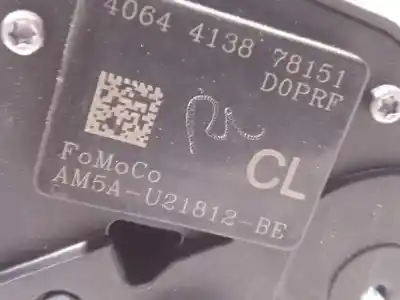 4064 4138 78151
D0PRF
FoMoCo
CL
AM5A-U21812-BE